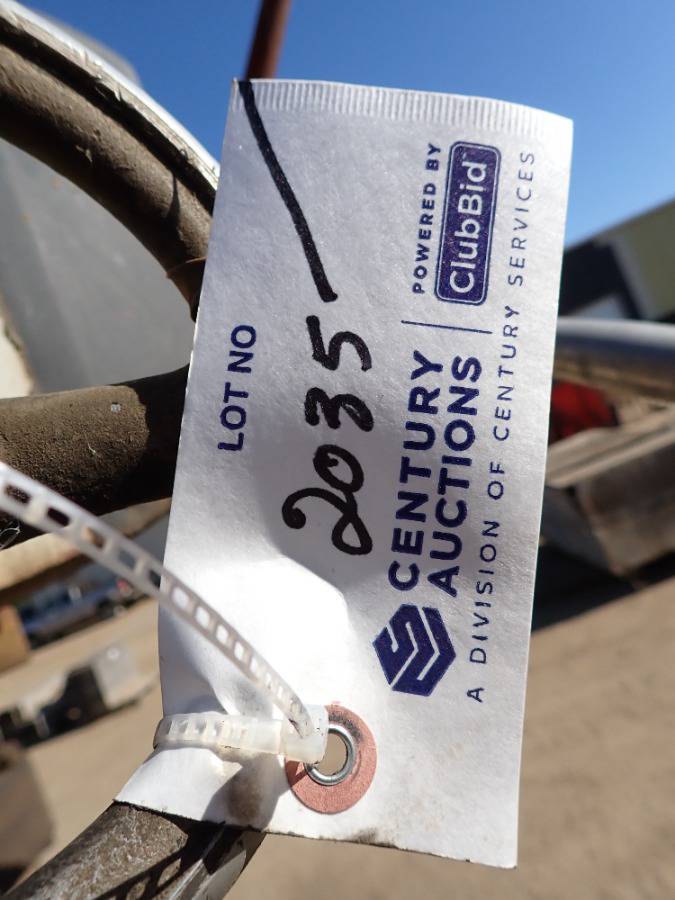 LOT NO
2035
CENTURY
AUCTIONS
POWERED BY
ClubBid
A DIVISION OF CENTURY SERVICES